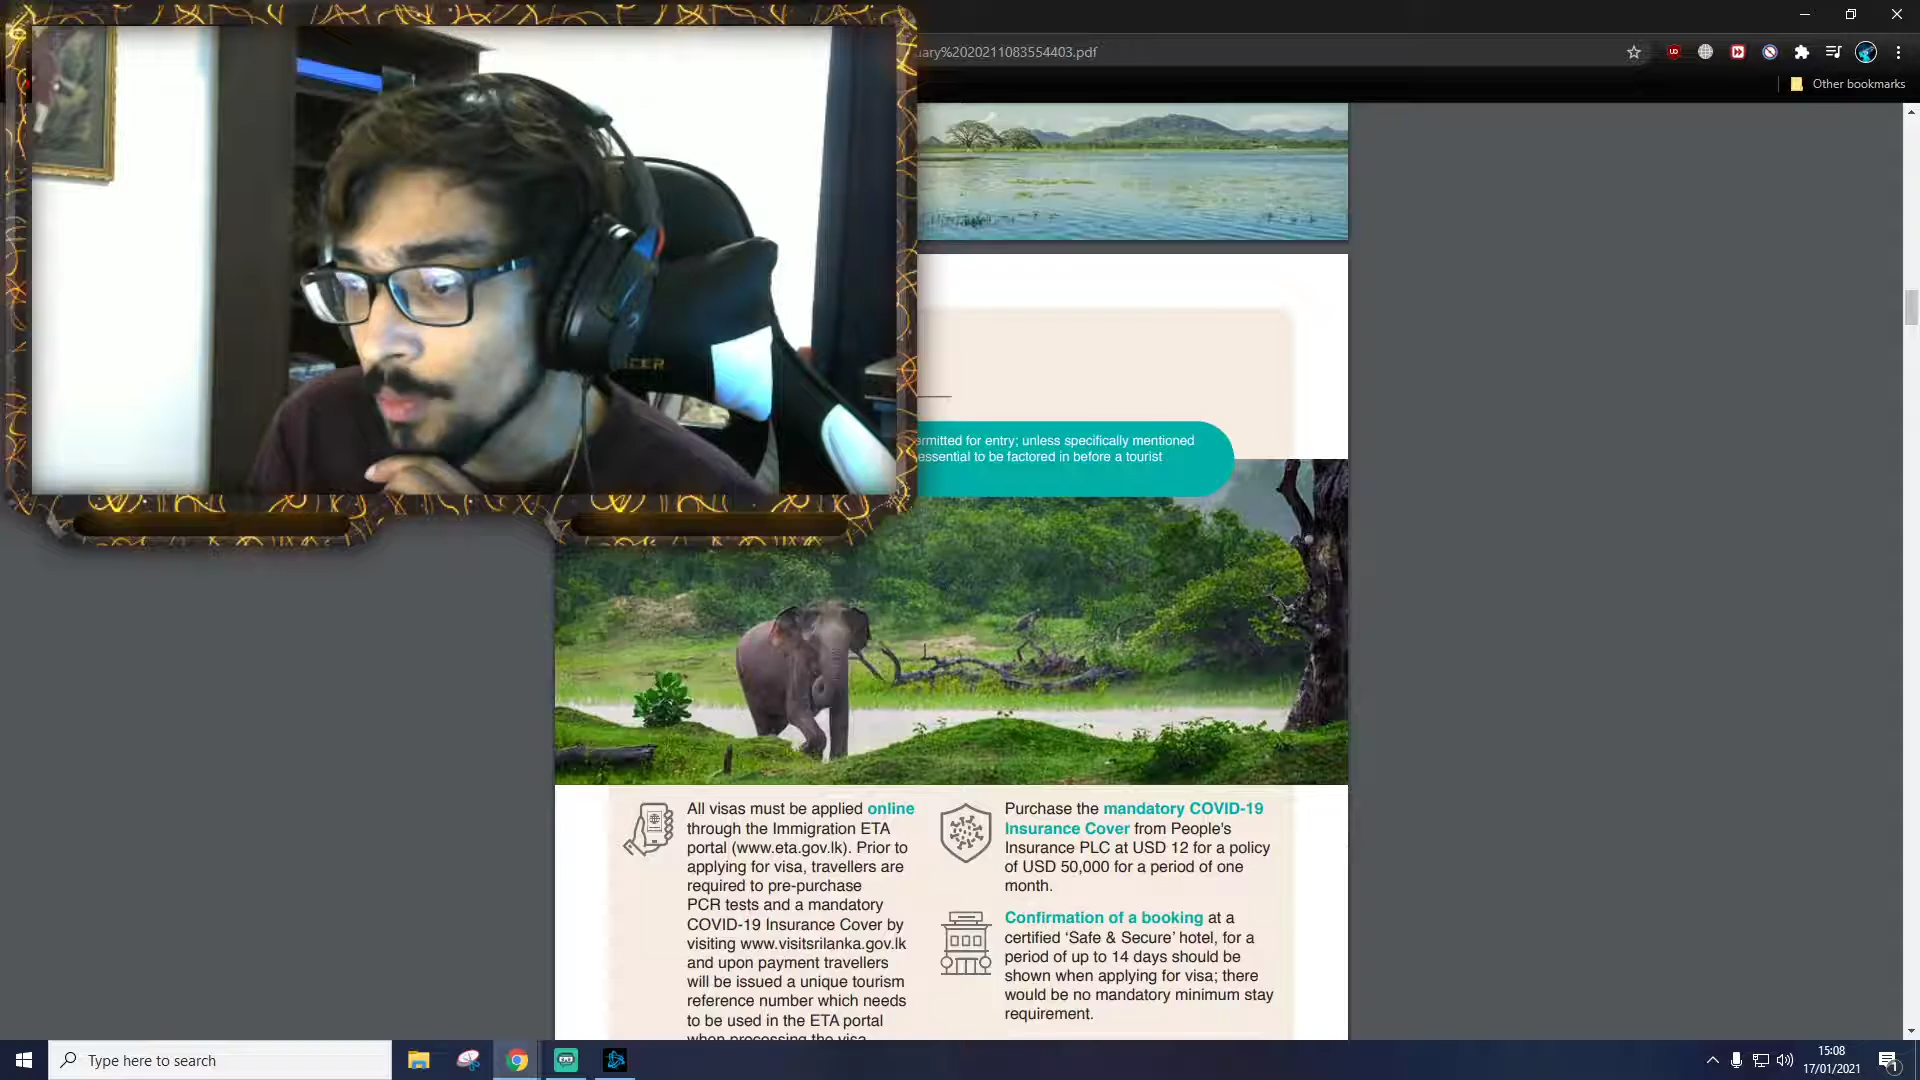 uary%2020211083554403.pdf
Other bookmarks
ermitted for entry; unless specifically mentioned
essential to be factored in before a tourist
All visas must be applied online
through the Immigration ETA
portal (www.eta.gov.lk). Prior to
applying for visa, travellers are
required to pre-purchase
PCR tests and a mandatory
COVID-19 Insurance Cover by
visiting www.visitsrilanka.gov.lk
and upon payment travellers
will be issued a unique tourism
reference number which needs
to be used in the ETA portal
when processing the visa
Purchase the mandatory COVID-19
Insurance Cover from People's
Insurance PLC at USD 12 for a policy
of USD 50,000 for a period of one
month.
Confirmation of a booking at a
certified ‘Safe & Secure’ hotel, for a
period of up to 14 days should be
shown when applying for visa; there
would be no mandatory minimum stay
requirement.
Type here to search
15:08
17/01/2021
1